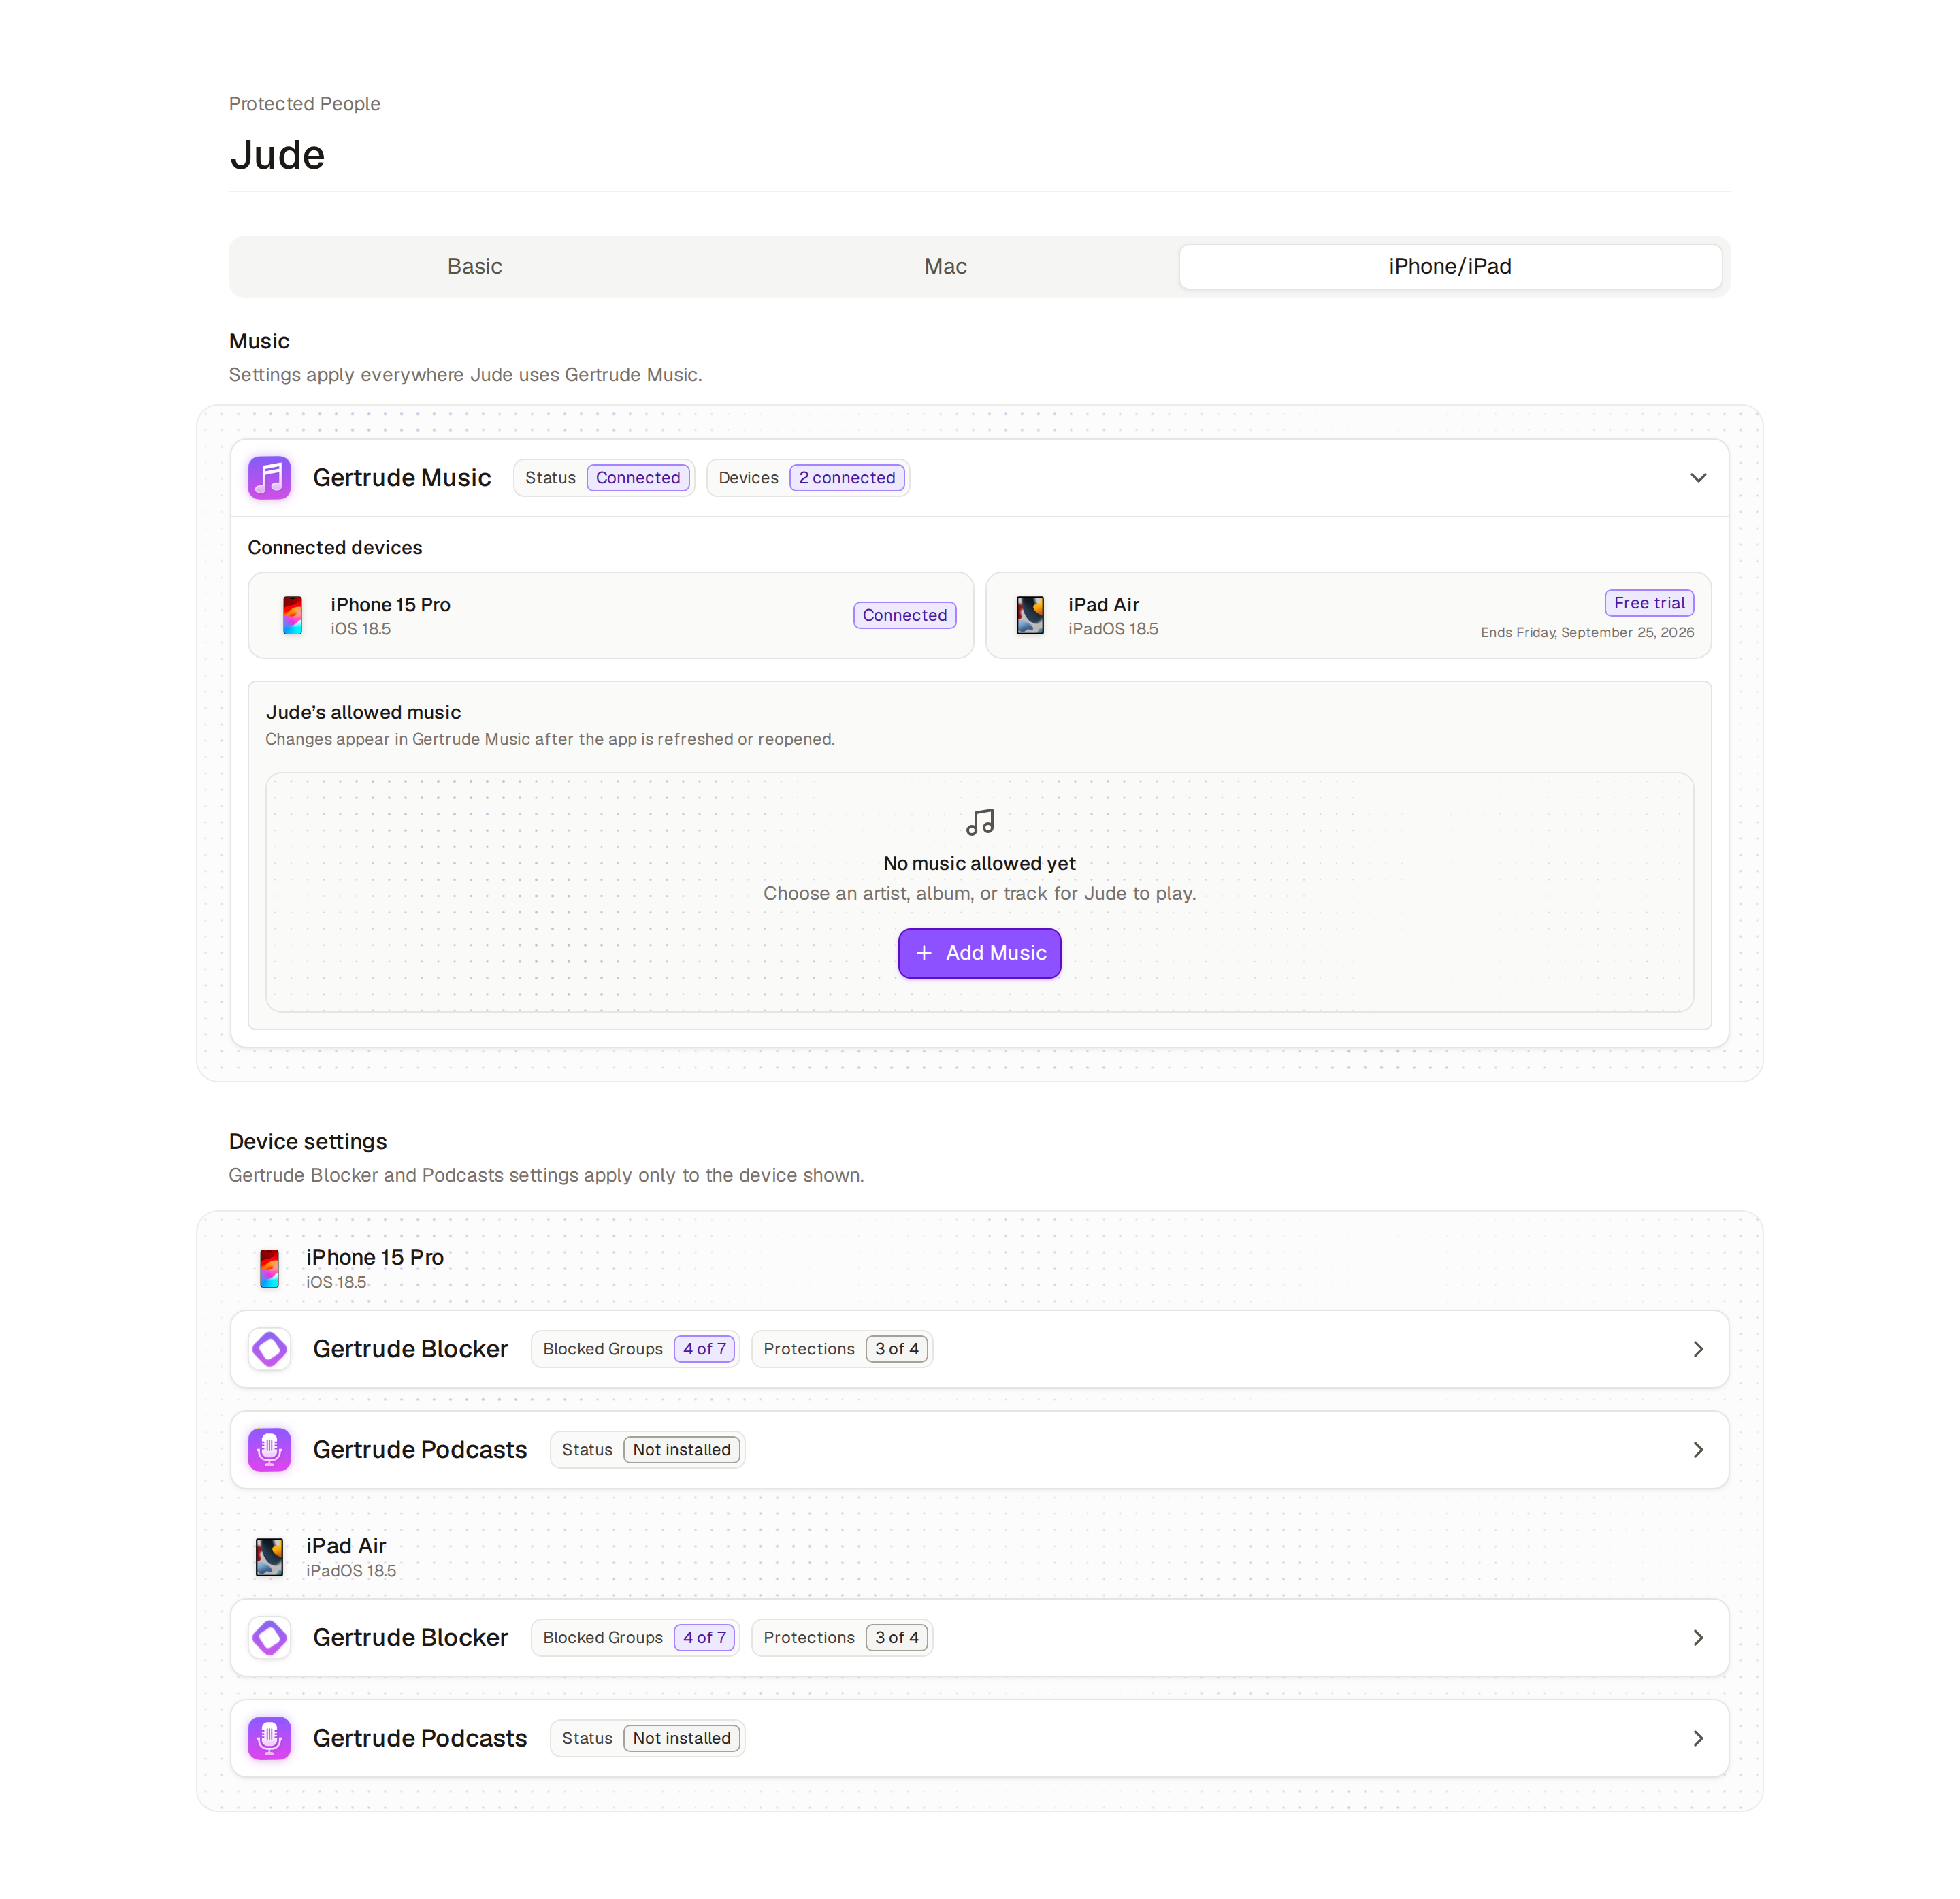 Protected People
Jude
Basic Mac iPhone/iPad
Music
Settings apply everywhere Jude uses Gertrude Music.
Gertrude Music Status Connected Devices 2 connected
Connected devices
iPhone 15 Pro
iOS 18.5
Connected
iPad Air
iPadOS 18.5
Free trial
Ends Friday, September 25, 2026
Jude’s allowed music
Changes appear in Gertrude Music after the app is refreshed or reopened.
No music allowed yet
Choose an artist, album, or track for Jude to play.
Add Music
Device settings
Gertrude Blocker and Podcasts settings apply only to the device shown.
iPhone 15 Pro
iOS 18.5
Gertrude Blocker Blocked Groups 4 of 7 Protections 3 of 4
Gertrude Podcasts Status Not installed
iPad Air
iPadOS 18.5
Gertrude Blocker Blocked Groups 4 of 7 Protections 3 of 4
Gertrude Podcasts Status Not installed